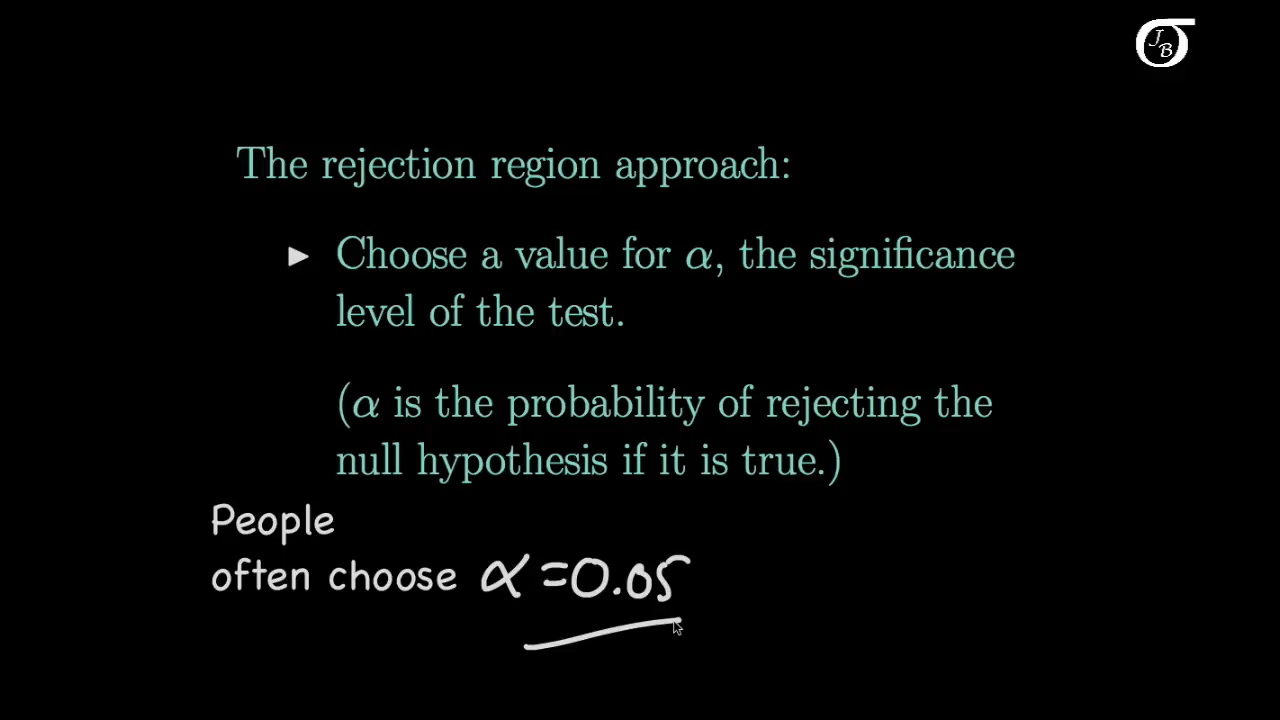 JB
The rejection region approach:
► Choose a value for α, the significance
level of the test.
(α is the probability of rejecting the
null hypothesis if it is true.)
People
often choose α =0.05